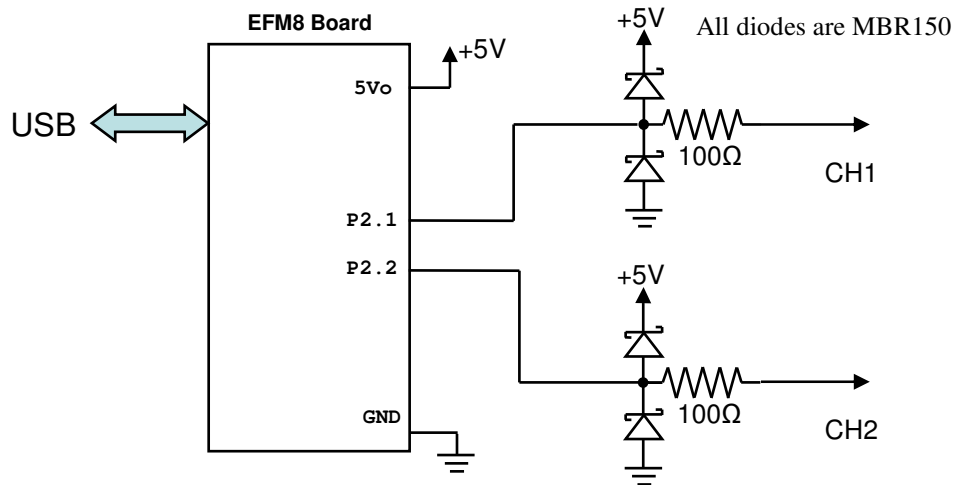 EFM8 Board
All diodes are MBR150
+5V
+5V
5Vo
USB
100Ω
CH1
P2.1
P2.2
+5V
100Ω
GND
CH2